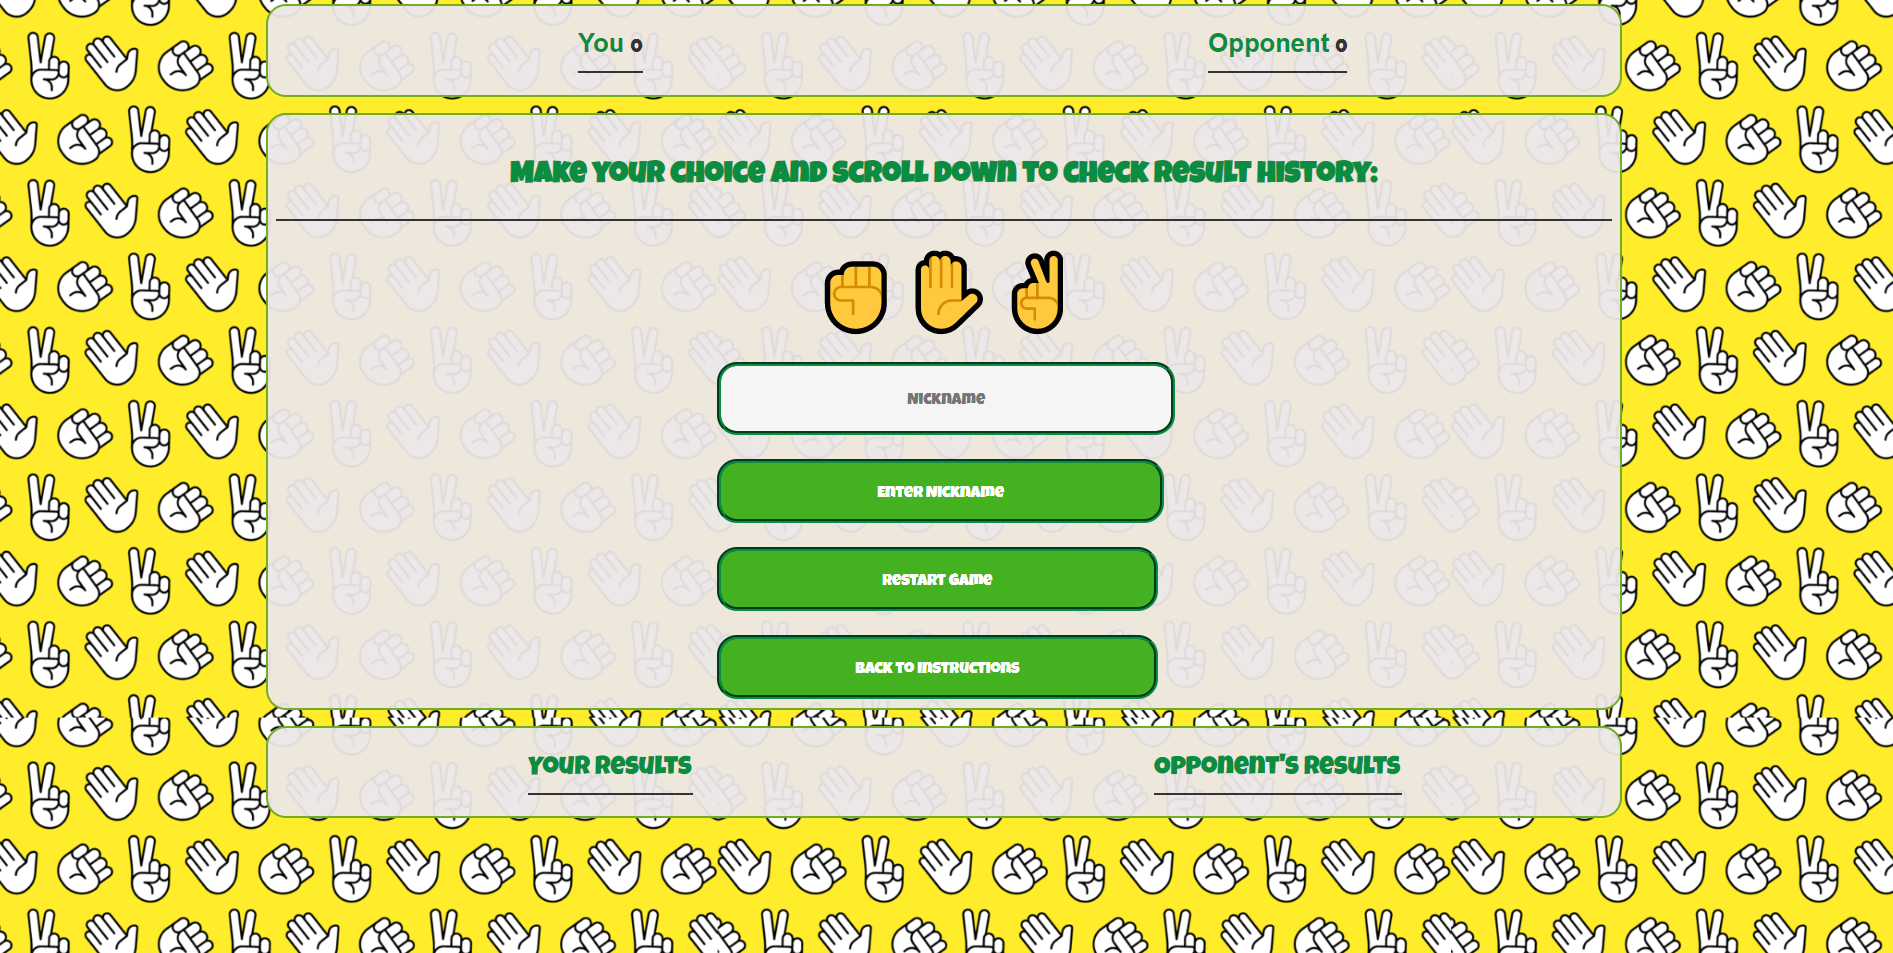 You 0
Opponent 0
Make your choice and scroll down to check result history:
Nickname
Enter Nickname
Restart Game
Back to Instructions
Your Results
Opponent's Results